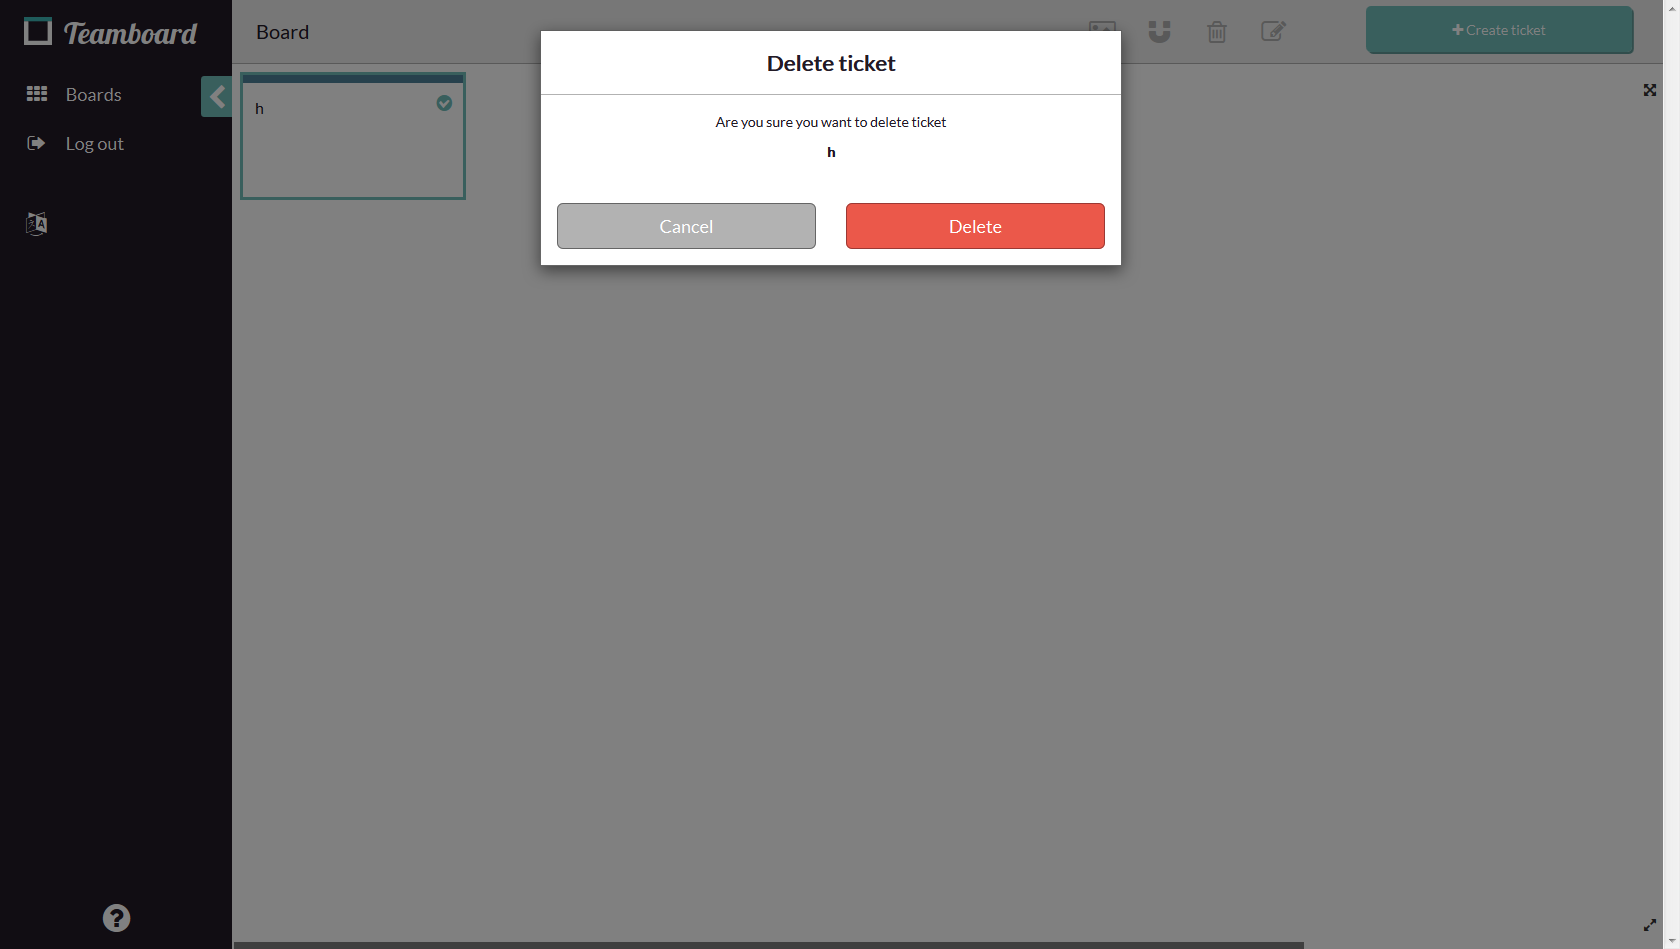 Teamboard
Board
Create ticket
Boards
Log out
h
Delete ticket
Are you sure you want to delete ticket
h
Cancel
Delete